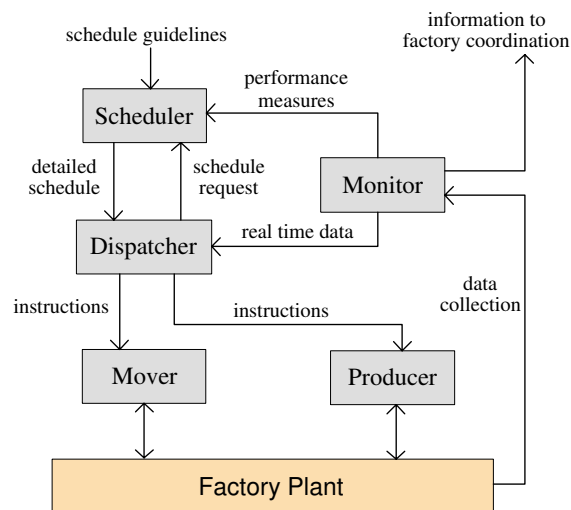 information to
factory coordination
schedule guidelines
performance
measures
Scheduler
detailed
schedule
schedule
request
Monitor
Dispatcher
real time data
data
collection
instructions
instructions
Mover
Producer
Factory Plant